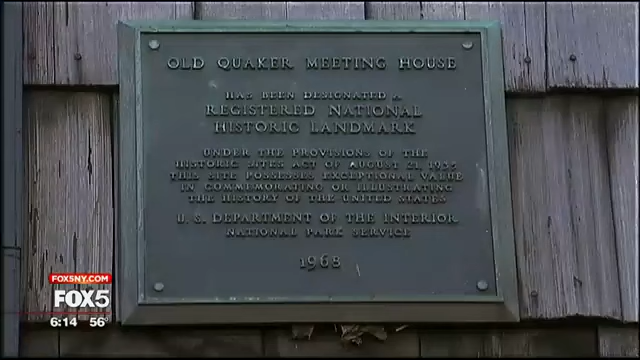 OLD QUAKER MEETING HOUSE
HAS BEEN DESIGNATED A
REGISTERED NATIONAL
HISTORIC LANDMARK
UNDER THE PROVISIONS OF THE
HISTORIC SITES ACT OF AUGUST 21, 1935
THIS SITE POSSESSES EXCEPTIONAL VALUE
IN COMMEMORATING OR ILLUSTRATING
THE HISTORY OF THE UNITED STATES
U. S. DEPARTMENT OF THE INTERIOR
NATIONAL PARK SERVICE
1968
FOX5NY.COM
FOX5
6:14 56°